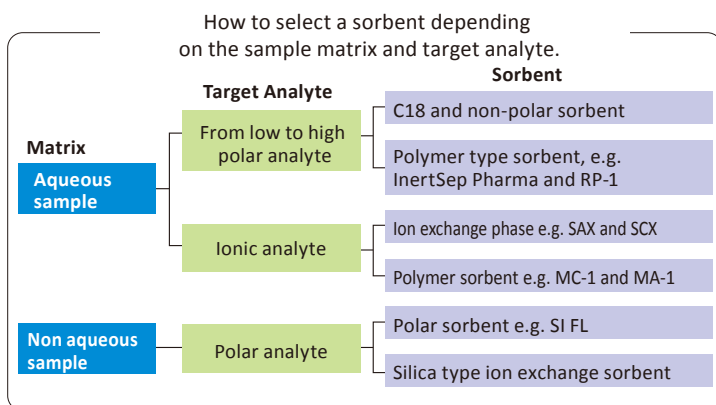 How to select a sorbent depending
on the sample matrix and target analyte.
Sorbent
Target Analyte
Matrix
Aqueous
sample
From low to high
polar analyte
C18 and non-polar sorbent
Polymer type sorbent, e.g.
InertSep Pharma and RP-1
Ionic analyte
Ion exchange phase e.g. SAX and SCX
Polymer sorbent e.g. MC-1 and MA-1
Non aqueous
sample
Polar analyte
Polar sorbent e.g. SI FL
Silica type ion exchange sorbent